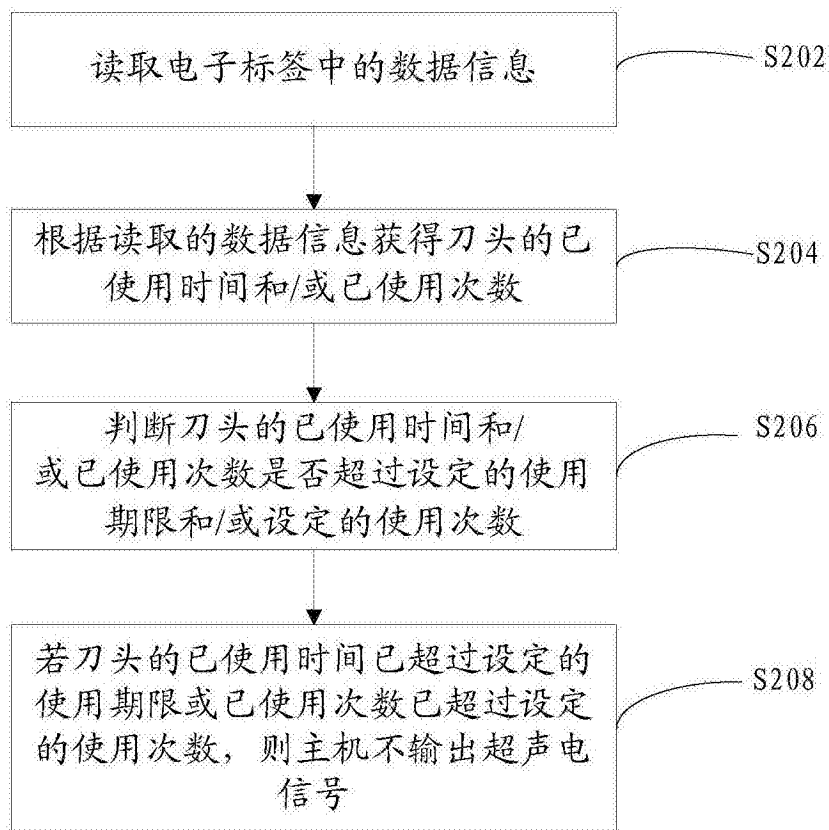 读取电子标签中的数据信息
S202
根据读取的数据信息获得刀头的已
使用时间和/或已使用次数
S204
判断刀头的已使用时间和/
或已使用次数是否超过设定的使用
期限和/或设定的使用次数
S206
若刀头的已使用时间已超过设定的
使用期限或已使用次数已超过设定
的使用次数，则主机不输出超声电
信号
S208